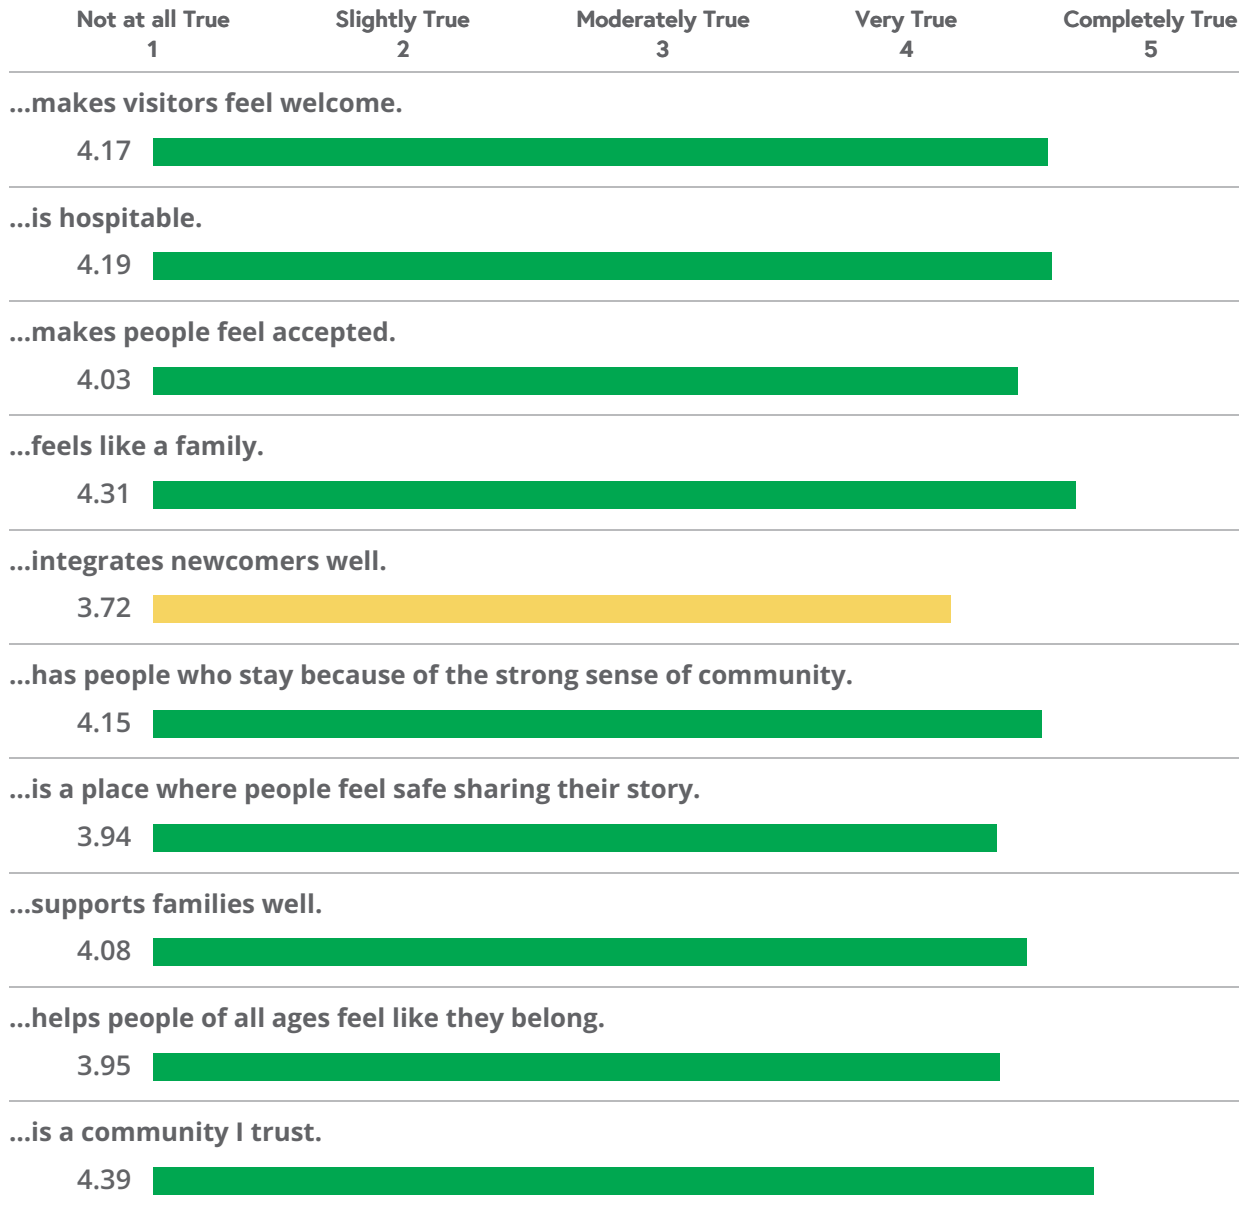 Not at all True Slightly True Moderately True Very True Completely True
1 2 3 4 5
...makes visitors feel welcome.
4.17
...is hospitable.
4.19
...makes people feel accepted.
4.03
...feels like a family.
4.31
...integrates newcomers well.
3.72
...has people who stay because of the strong sense of community.
4.15
...is a place where people feel safe sharing their story.
3.94
...supports families well.
4.08
...helps people of all ages feel like they belong.
3.95
...is a community I trust.
4.39